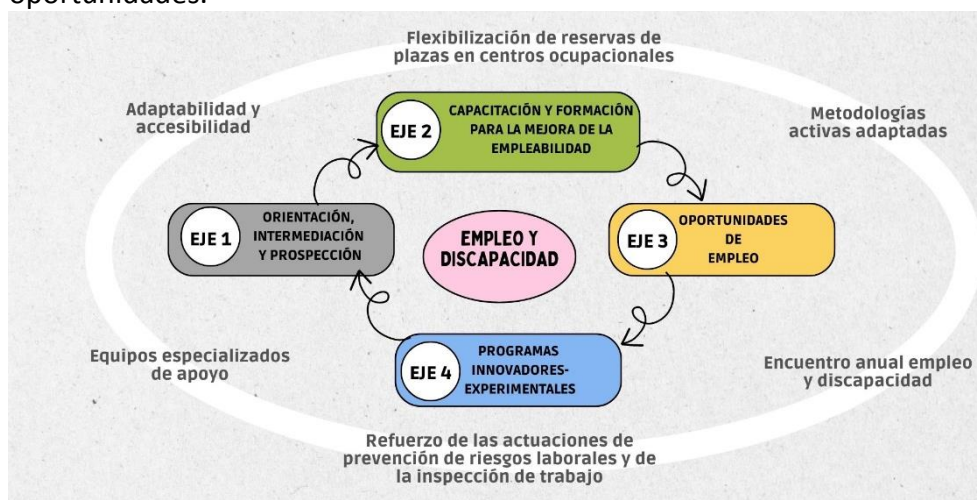 oportunidades.
Flexibilización de reservas de
plazas en centros ocupacionales
Adaptabilidad y
accesibilidad
Metodologías
activas adaptadas
EJE 2
CAPACITACIÓN Y FORMACIÓN
PARA LA MEJORA DE LA
EMPLEABILIDAD
EJE 1
ORIENTACIÓN,
INTERMEDIACIÓN
Y PROSPECCIÓN
EMPLEO Y
DISCAPACIDAD
EJE 3
OPORTUNIDADES
DE
EMPLEO
EJE 4
PROGRAMAS
INNOVADORES-
EXPERIMENTALES
Equipos especializados
de apoyo
Encuentro anual empleo
y discapacidad
Refuerzo de las actuaciones de
prevención de riesgos laborales y de
la inspección de trabajo